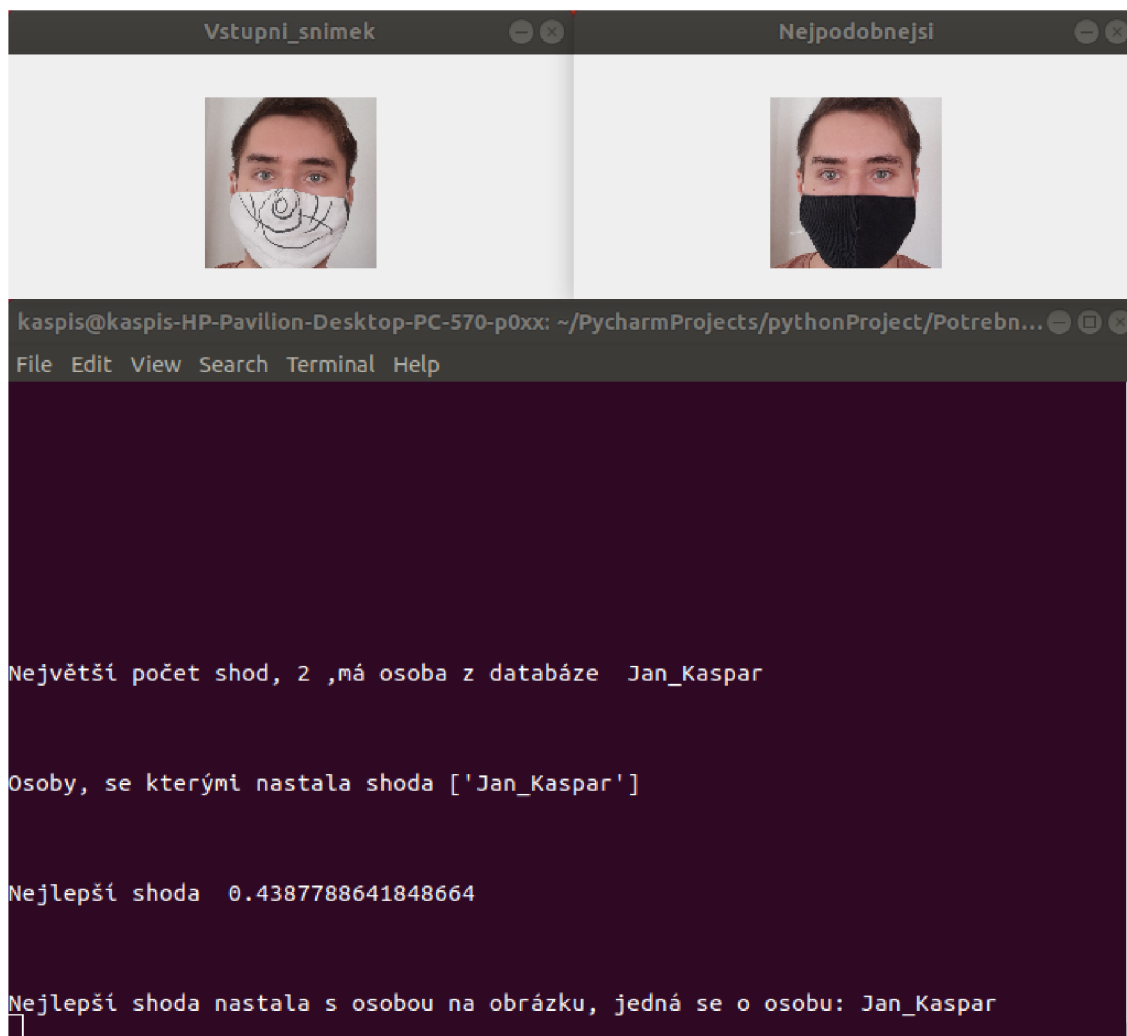 Vstupni_snimek
Nejpodobnejsi
kaspis@kaspis-HP-Pavilion-Desktop-PC-570-p0xx: ~/PycharmProjects/pythonProject/Potrebn...
File Edit View Search Terminal Help
Největší počet shod, 2 ,má osoba z databáze  Jan_Kaspar
Osoby, se kterými nastala shoda ['Jan_Kaspar']
Nejlepší shoda  0.4387788641848664
Nejlepší shoda nastala s osobou na obrázku, jedná se o osobu: Jan_Kaspar